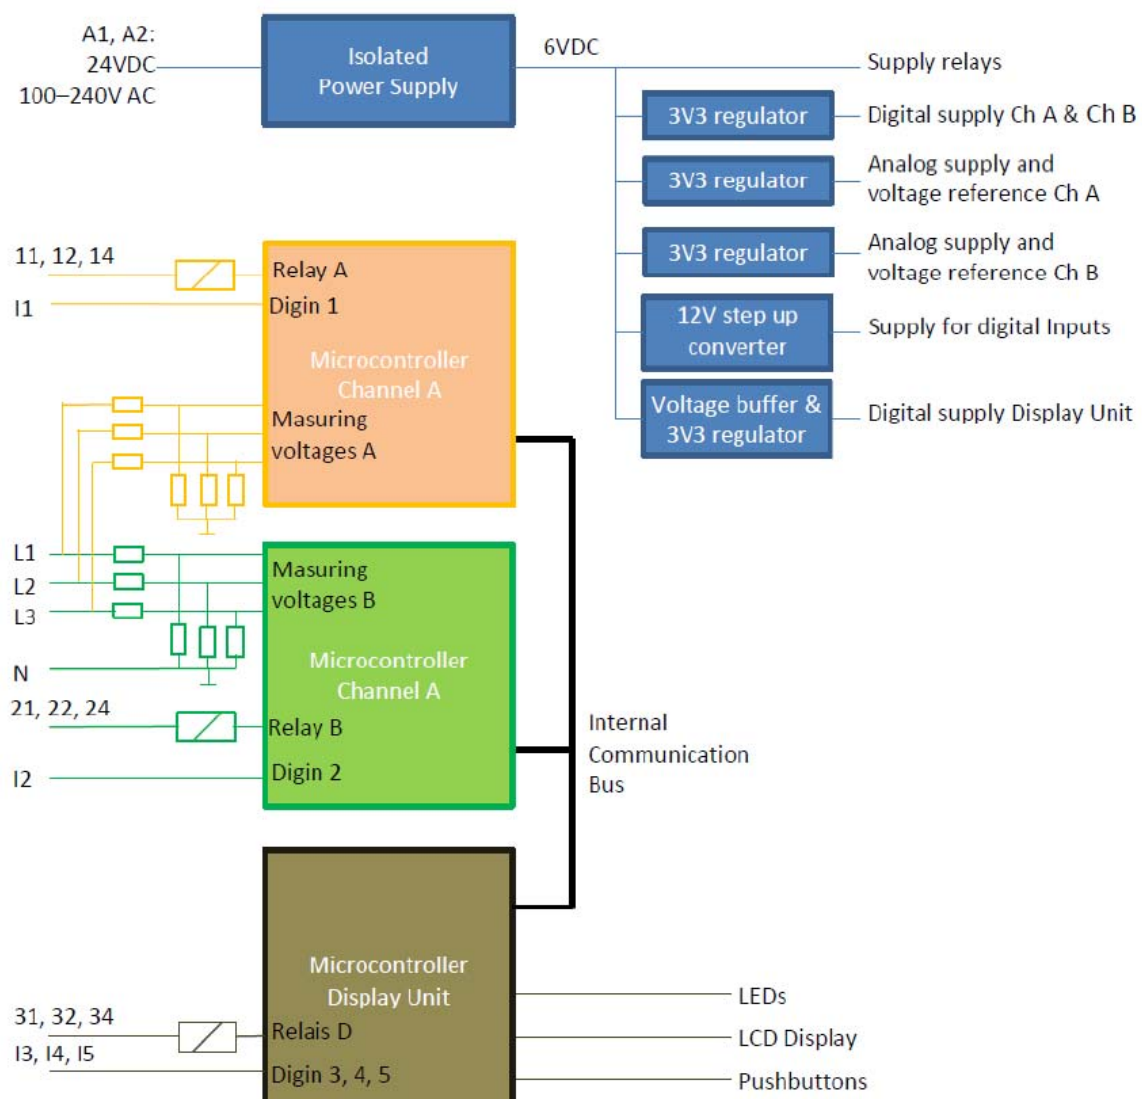 A1, A2:
24VDC
100–240V AC
Isolated
Power Supply
6VDC
Supply relays
3V3 regulator
Digital supply Ch A & Ch B
3V3 regulator
Analog supply and
voltage reference Ch A
3V3 regulator
Analog supply and
voltage reference Ch B
12V step up
converter
Supply for digital Inputs
Voltage buffer &
3V3 regulator
Digital supply Display Unit
11, 12, 14
I1
Relay A
Digin 1
Microcontroller
Channel A
Masuring
voltages A
L1
L2
L3
N
21, 22, 24
I2
Masuring
voltages B
Microcontroller
Channel A
Relay B
Digin 2
Internal
Communication
Bus
Microcontroller
Display Unit
31, 32, 34
I3, I4, I5
Relais D
Digin 3, 4, 5
LEDs
LCD Display
Pushbuttons